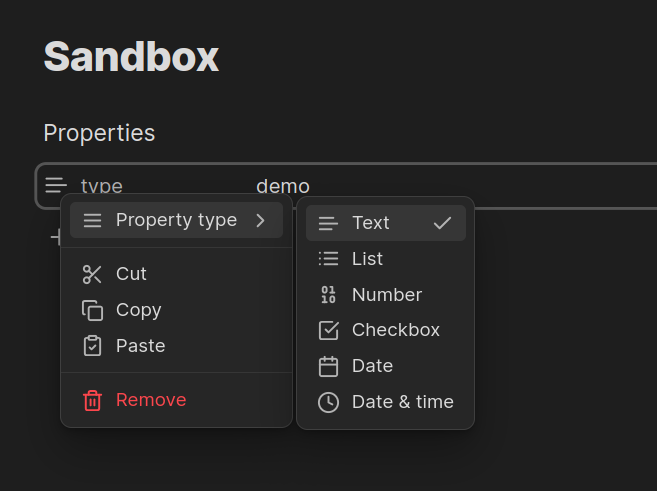 Sandbox
Properties
type demo
Property type
Cut
Copy
Paste
Remove
Text
List
Number
Checkbox
Date
Date & time